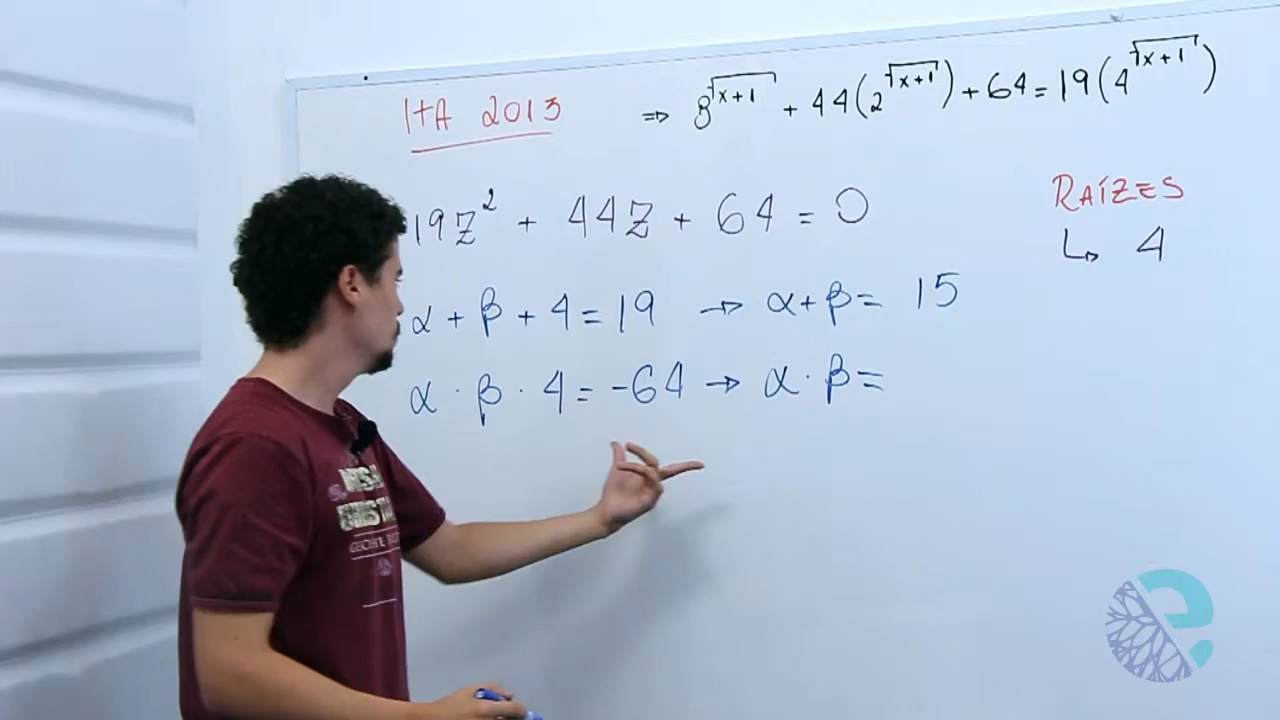 ITA 2013 ⇒ 8^√x+1 + 44(2^√x+1) + 64 = 19(4^√x+1)
19z² + 44z + 64 = 0
RAÍZES
↳ 4
α + β + 4 = 19 → α + β = 15
α · β · 4 = -64 → α · β =